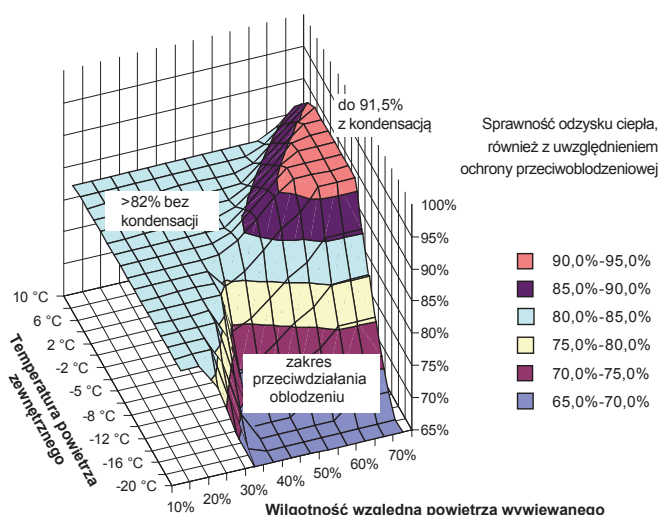 do 91,5%
z kondensacją
Sprawność odzysku ciepła,
również z uwzględnieniem
ochrony przeciwoblodzeniowej
>82% bez
kondensacji
100%
95%
90%
85%
80%
75%
70%
65%
90,0%-95,0%
85,0%-90,0%
80,0%-85,0%
75,0%-80,0%
70,0%-75,0%
65,0%-70,0%
10 °C
6 °C
2 °C
-2 °C
-5 °C
-8 °C
-12 °C
-16 °C
-20 °C
Temperatura powietrza
zewnętrznego
zakres
przeciwdziałania
oblodzeniu
10%
20%
30%
40%
50%
60%
70%
Wilgotność względna powietrza wywiewanego